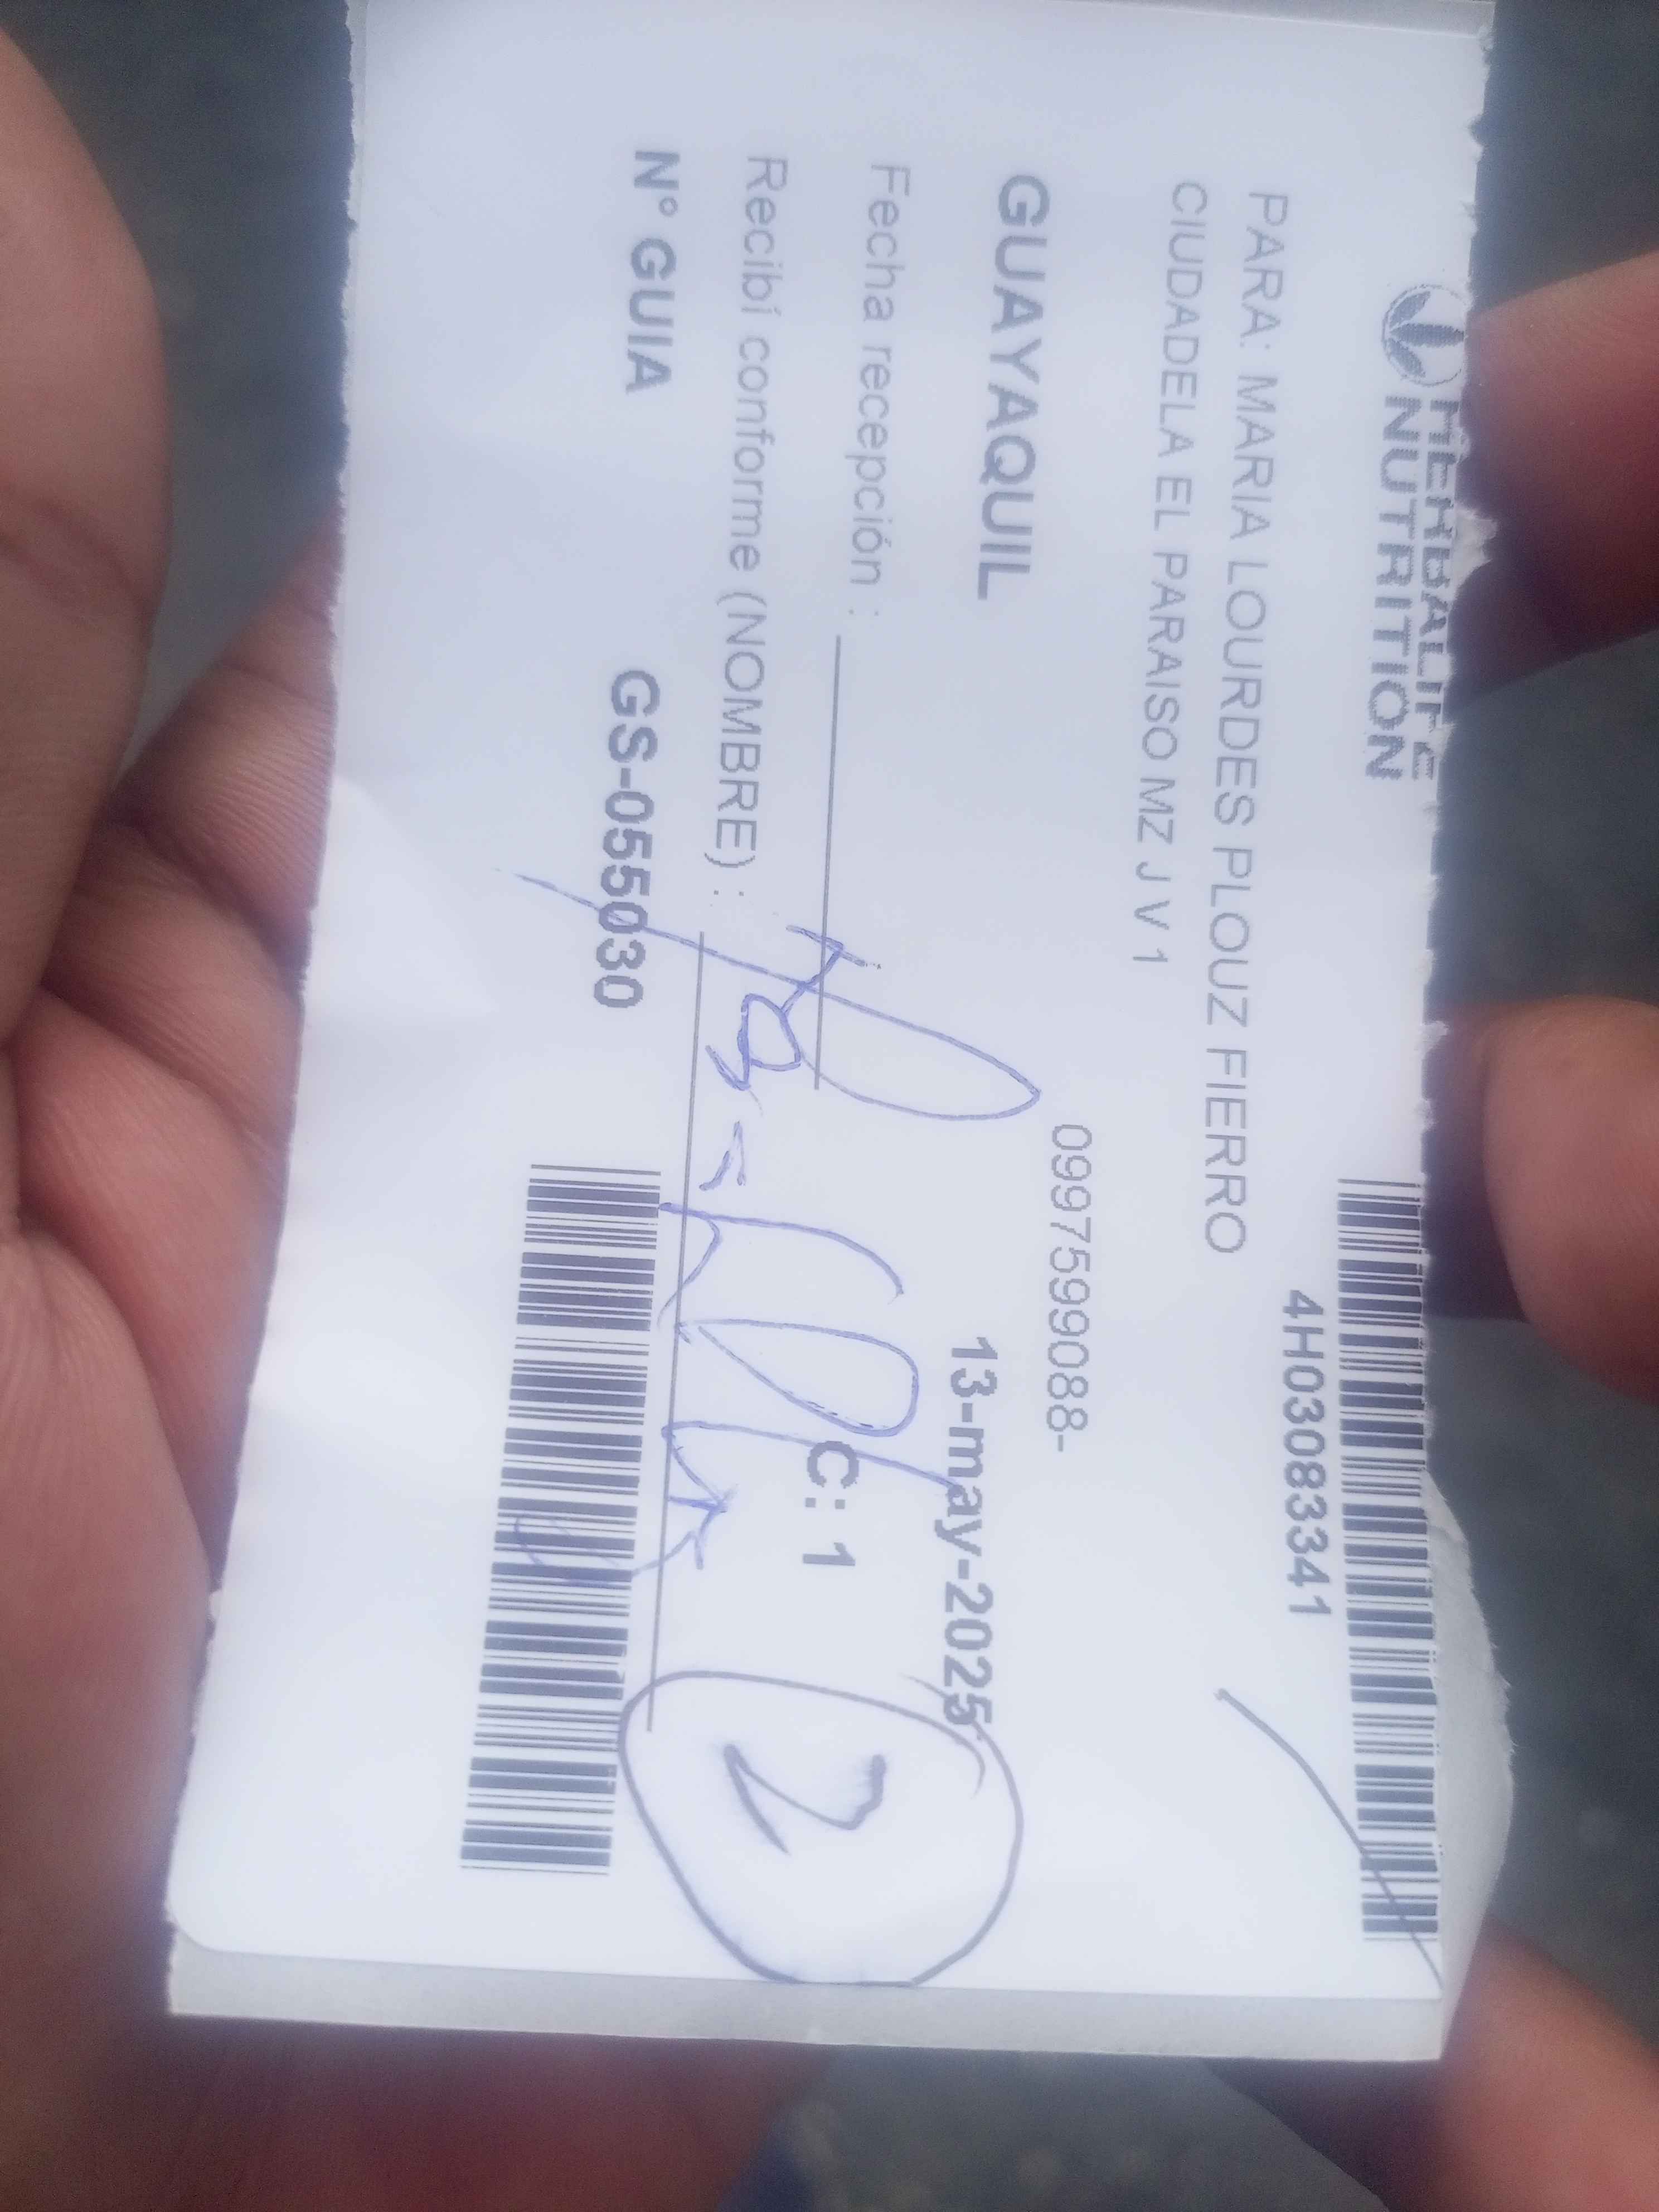 HERBALIFE
NUTRITION
4H03083341
PARA: MARIA LOURDES PLOUZ FIERRO
CIUDADELA EL PARAISO MZ J V 1
0997599088-
GUAYAQUIL
13-may-2025
Fecha recepción :
C: 1
Recibí conforme (NOMBRE) :
2
N° GUIA GS-055030